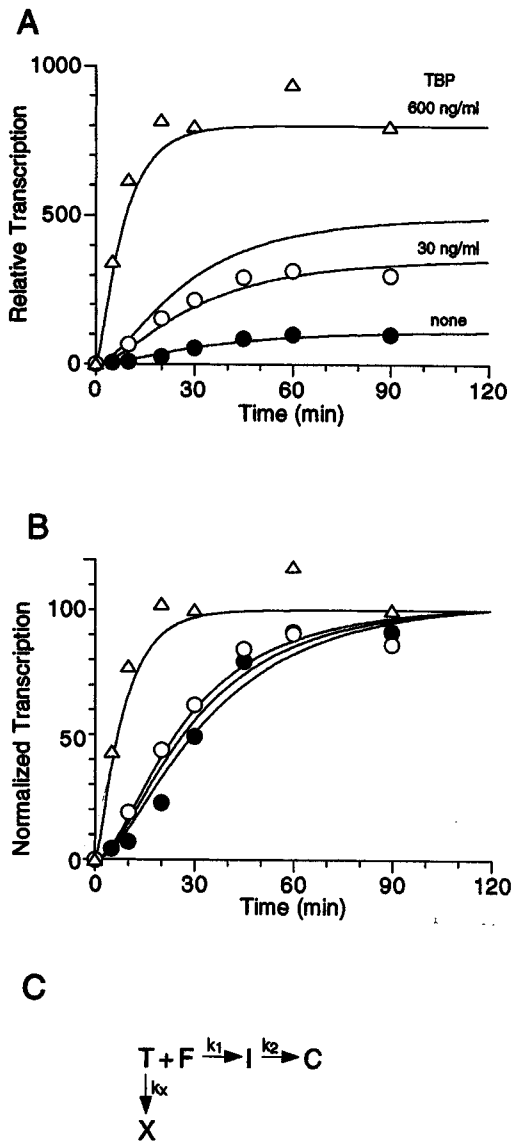 A
Relative Transcription
1000
500
0
TBP
600 ng/ml
30 ng/ml
none
0 30 60 90 120
Time (min)
B
Normalized Transcription
100
50
0
0 30 60 90 120
Time (min)
C
T + F k1 I k2 C
kx
X